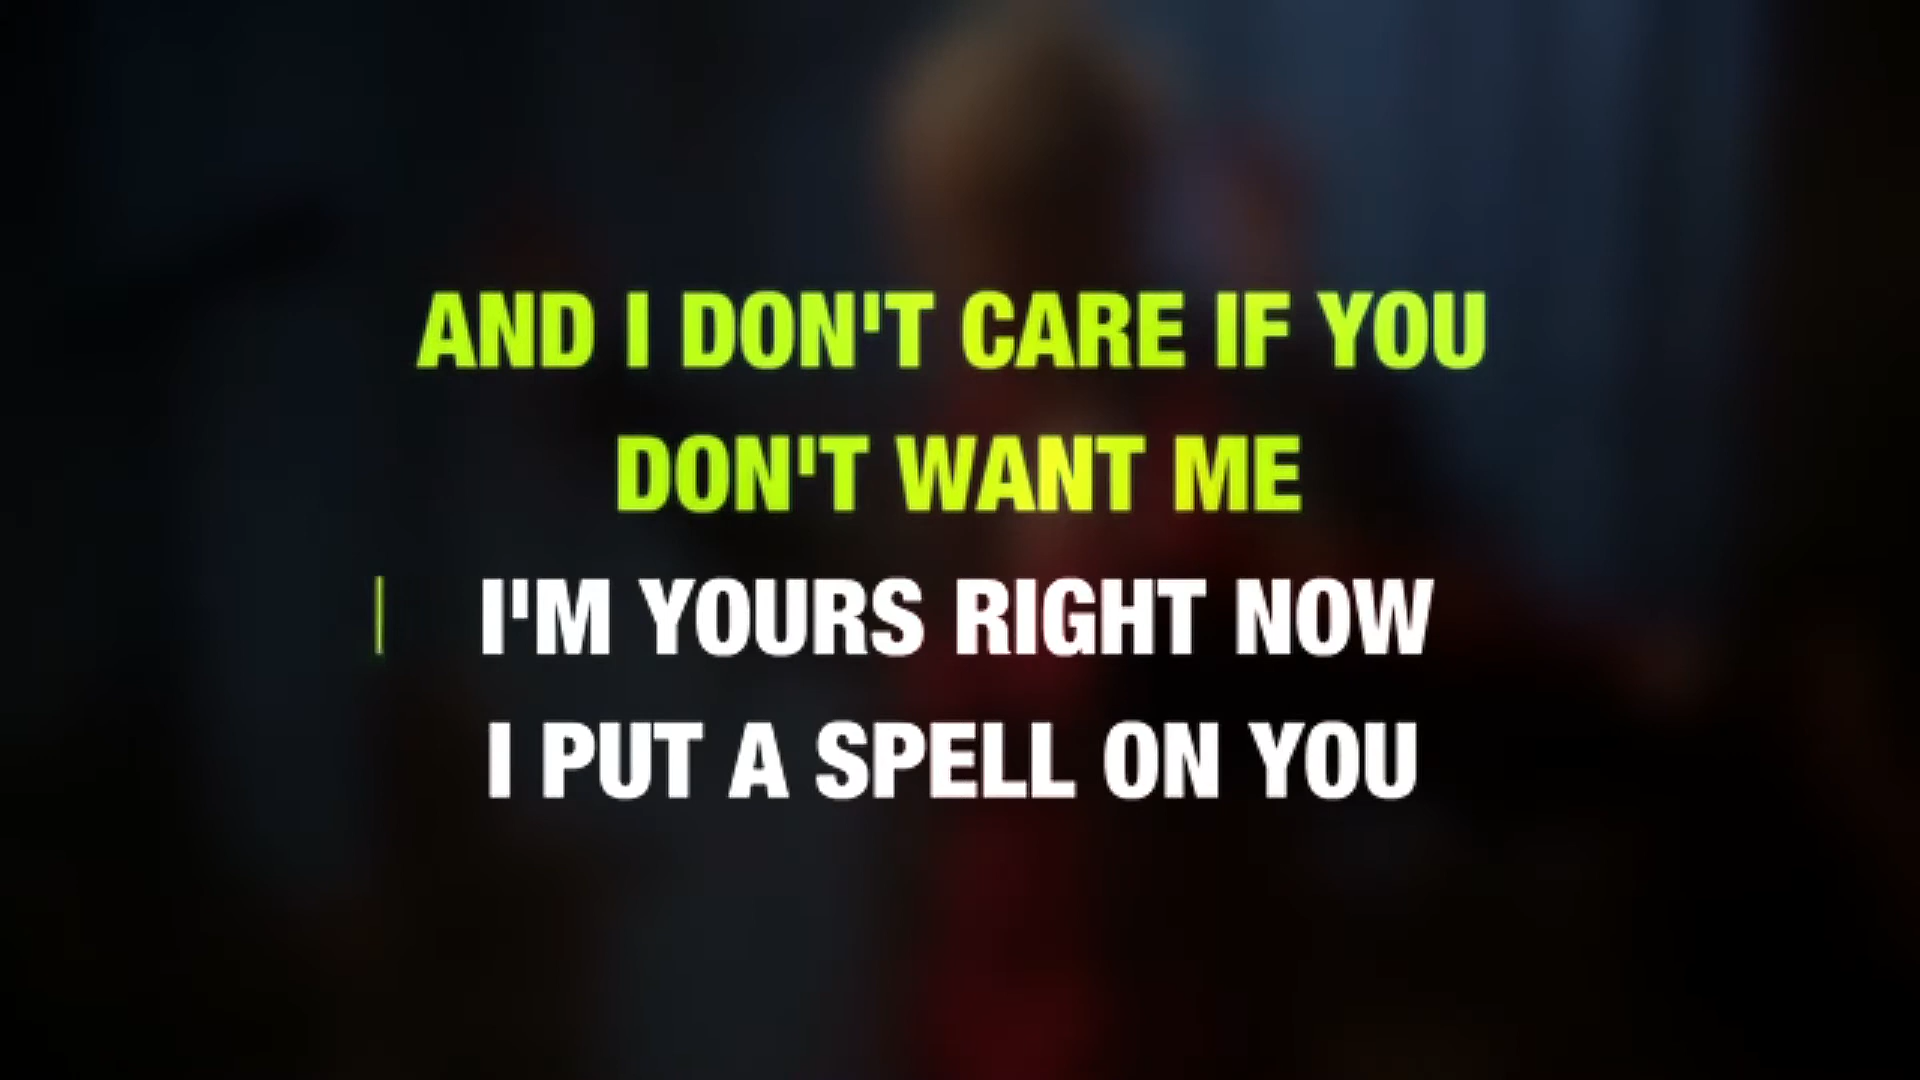 AND I DON'T CARE IF YOU
DON'T WANT ME
I'M YOURS RIGHT NOW
I PUT A SPELL ON YOU